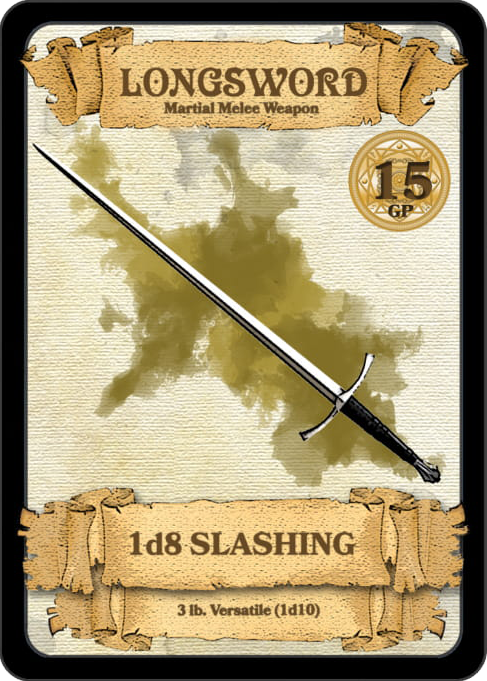 LONGSWORD
Martial Melee Weapon
15
GP
1d8 SLASHING
3 lb. Versatile (1d10)